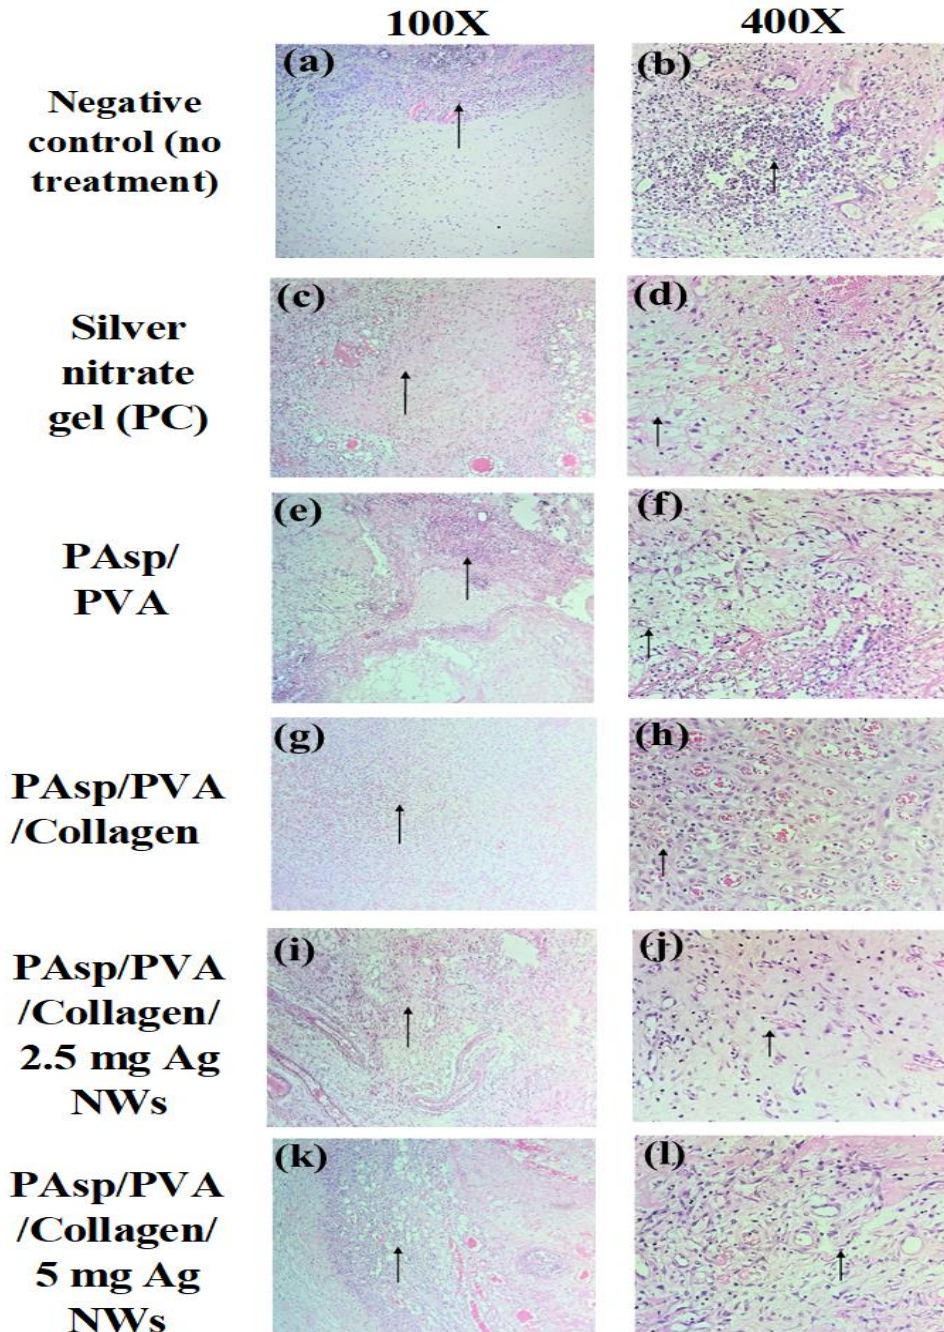 100X 400X
(a) (b)
Negative
control (no
treatment)
(c) (d)
Silver
nitrate
gel (PC)
(e) (f)
PAsp/
PVA
(g) (h)
PAsp/PVA
/Collagen
(i) (j)
PAsp/PVA
/Collagen/
2.5 mg Ag
NWs
(k) (l)
PAsp/PVA
/Collagen/
5 mg Ag
NWs